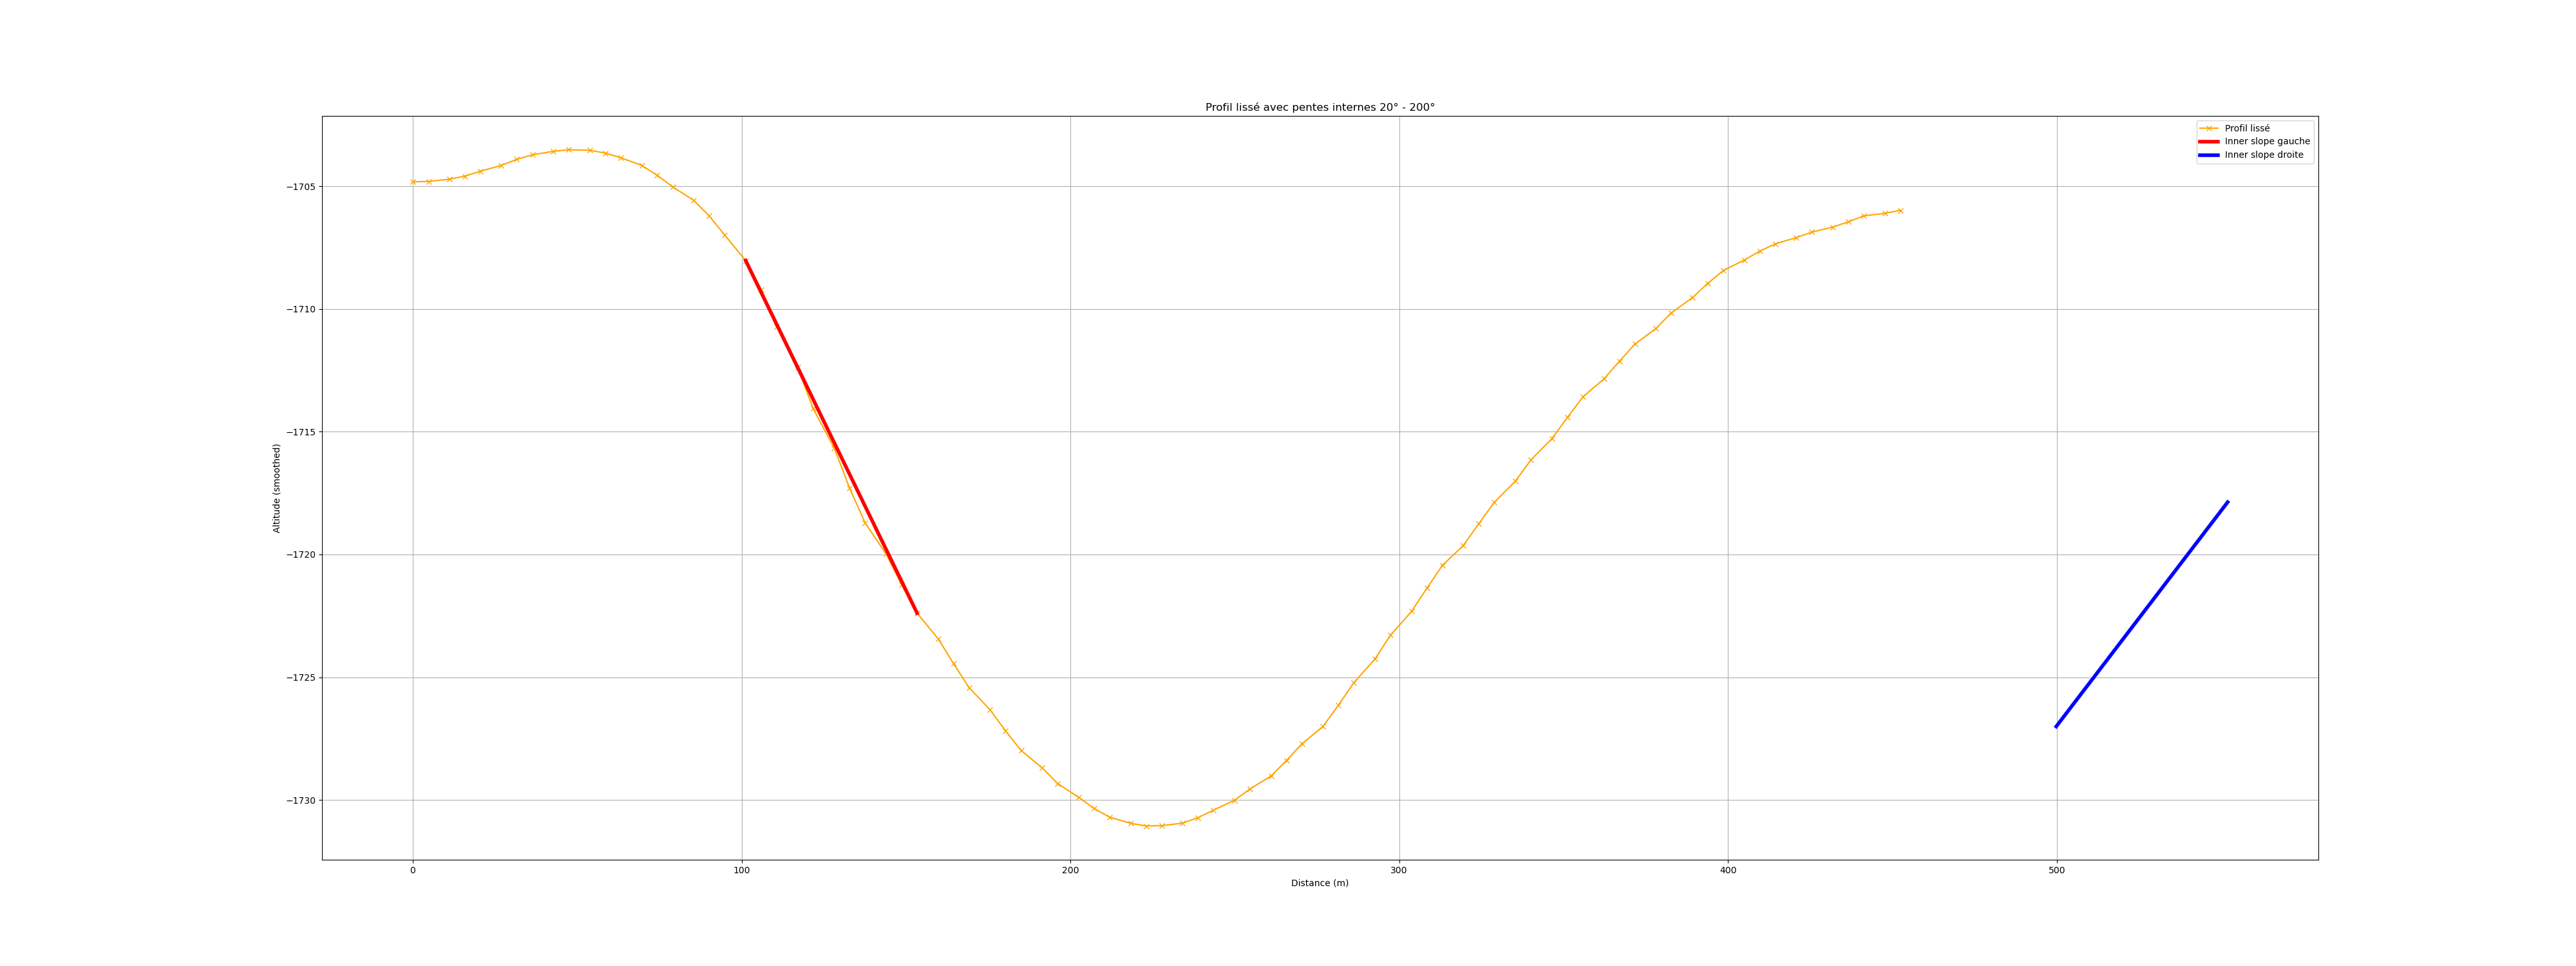 Profil lissé avec pentes internes 20° - 200°
Profil lissé
Inner slope gauche
Inner slope droite
Altitude (smoothed)
−1705
−1710
−1715
−1720
−1725
−1730
0 100 200 300 400 500
Distance (m)